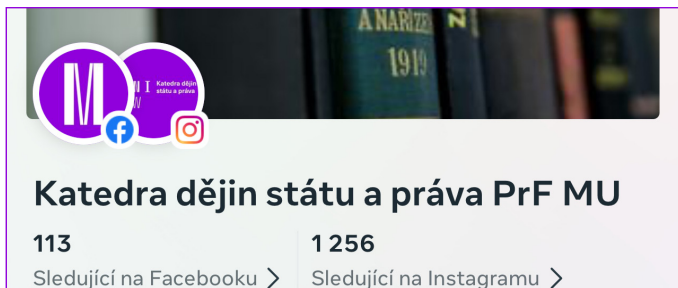 A NAŘÍZE
1919
M
N I Katedra dějin
W státu a práva
Katedra dějin státu a práva PrF MU
113
1 256
Sledující na Facebooku
Sledující na Instagramu